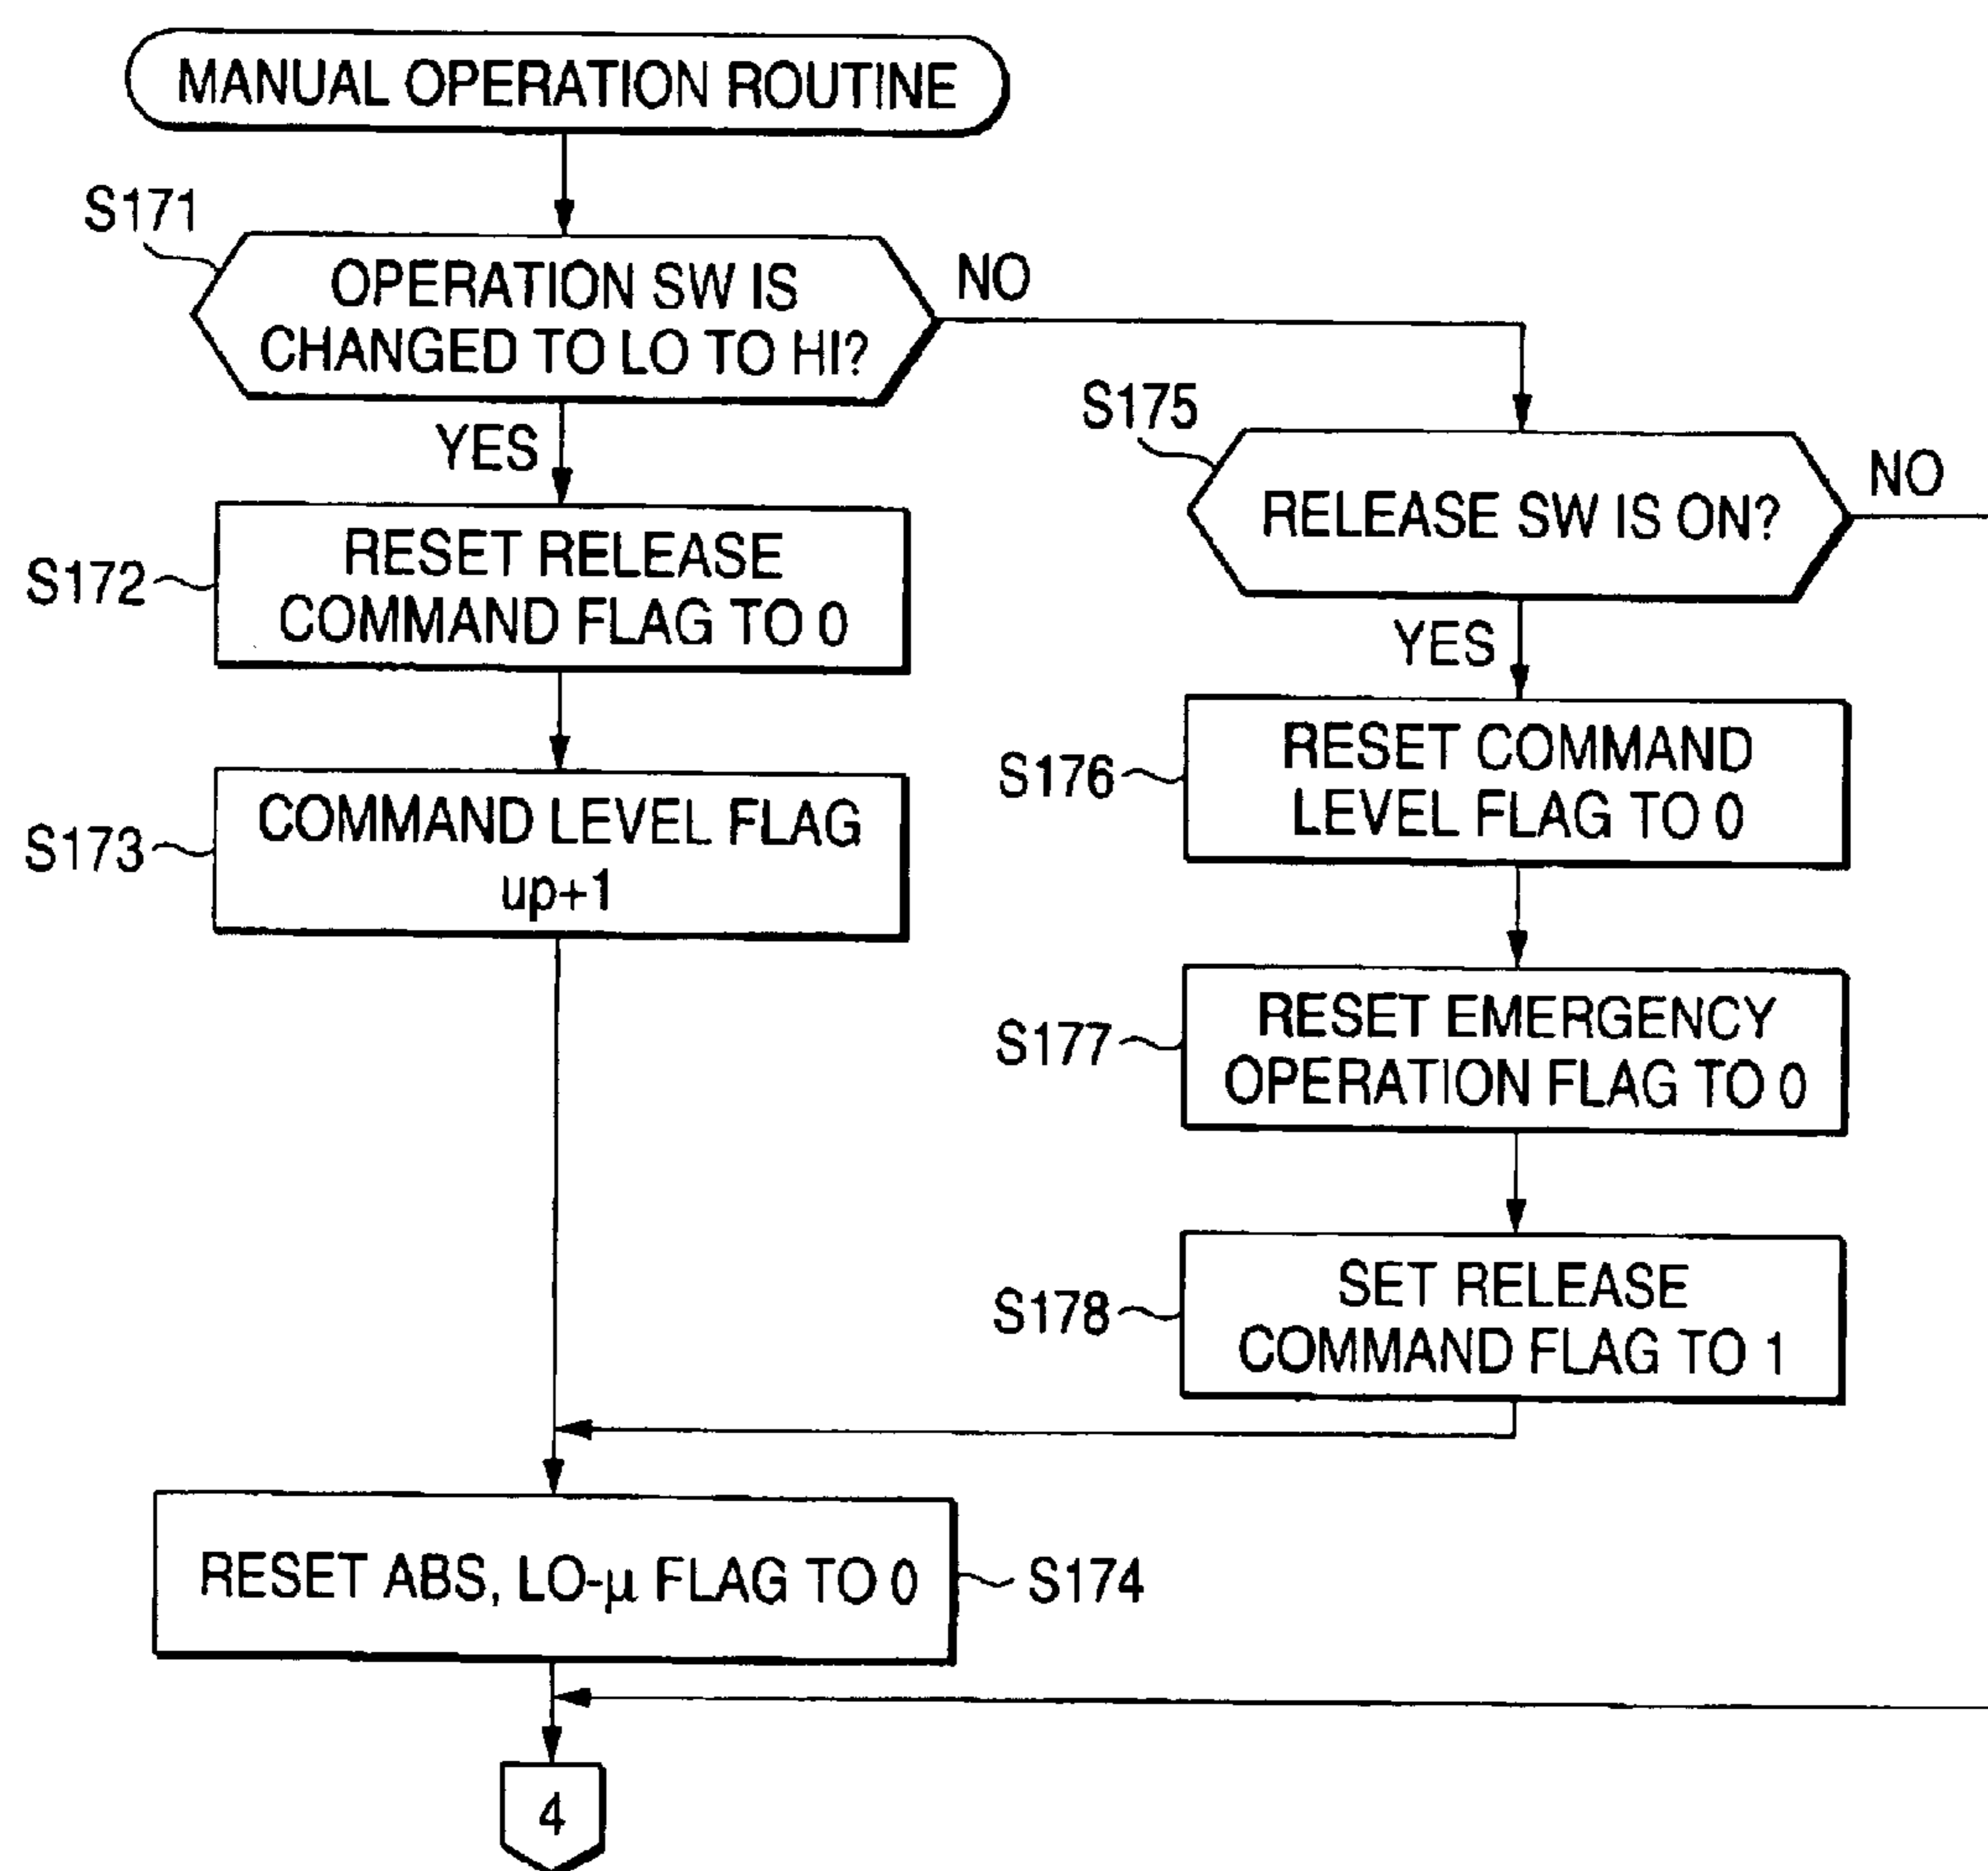 MANUAL OPERATION ROUTINE
S171
OPERATION SW IS
CHANGED TO LO TO HI?
NO
YES
S172
RESET RELEASE
COMMAND FLAG TO 0
S173
COMMAND LEVEL FLAG
up+1
S175
RELEASE SW IS ON?
NO
YES
S176
RESET COMMAND
LEVEL FLAG TO 0
S177
RESET EMERGENCY
OPERATION FLAG TO 0
S178
SET RELEASE
COMMAND FLAG TO 1
RESET ABS, LO-μ FLAG TO 0
S174
4